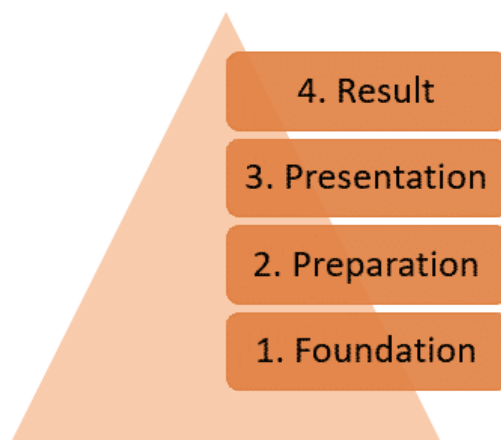 4. Result
3. Presentation
2. Preparation
1. Foundation